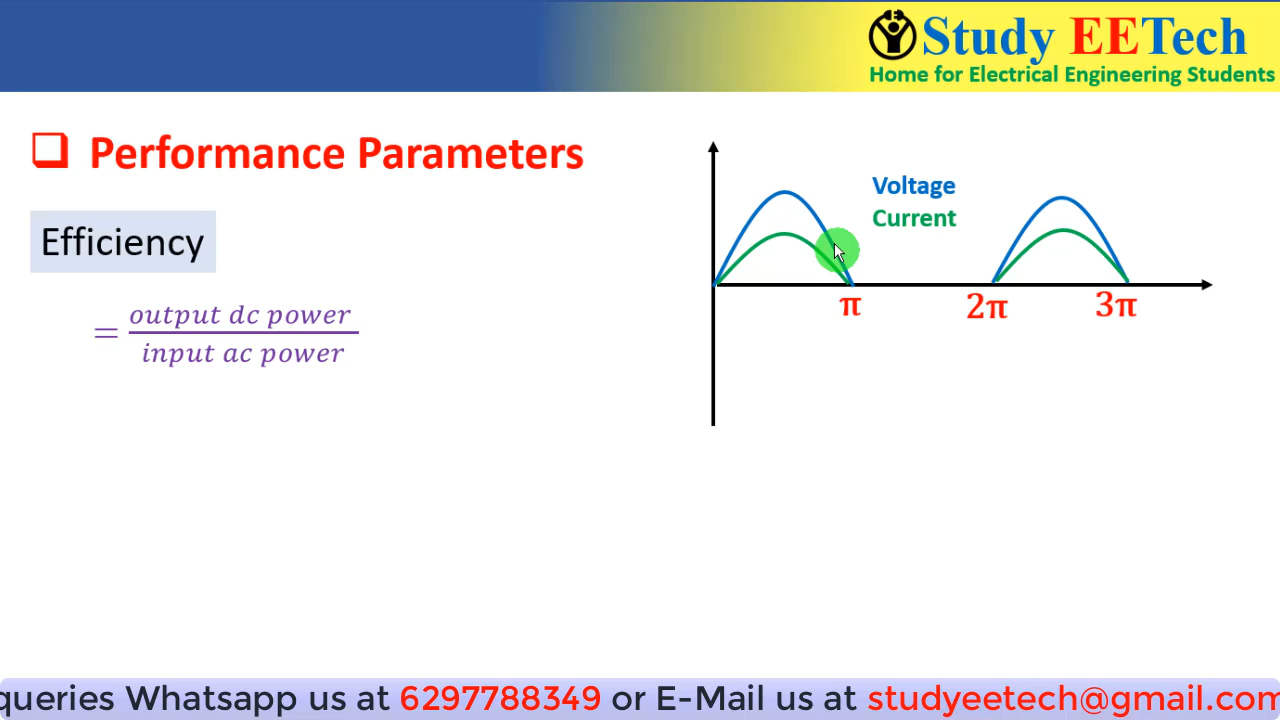 Study EETech
Home for Electrical Engineering Students
Performance Parameters
Efficiency
= output dc power
input ac power
Voltage
Current
π
2π
3π
queries Whatsapp us at 6297788349 or E-Mail us at studyeetech@gmail.com